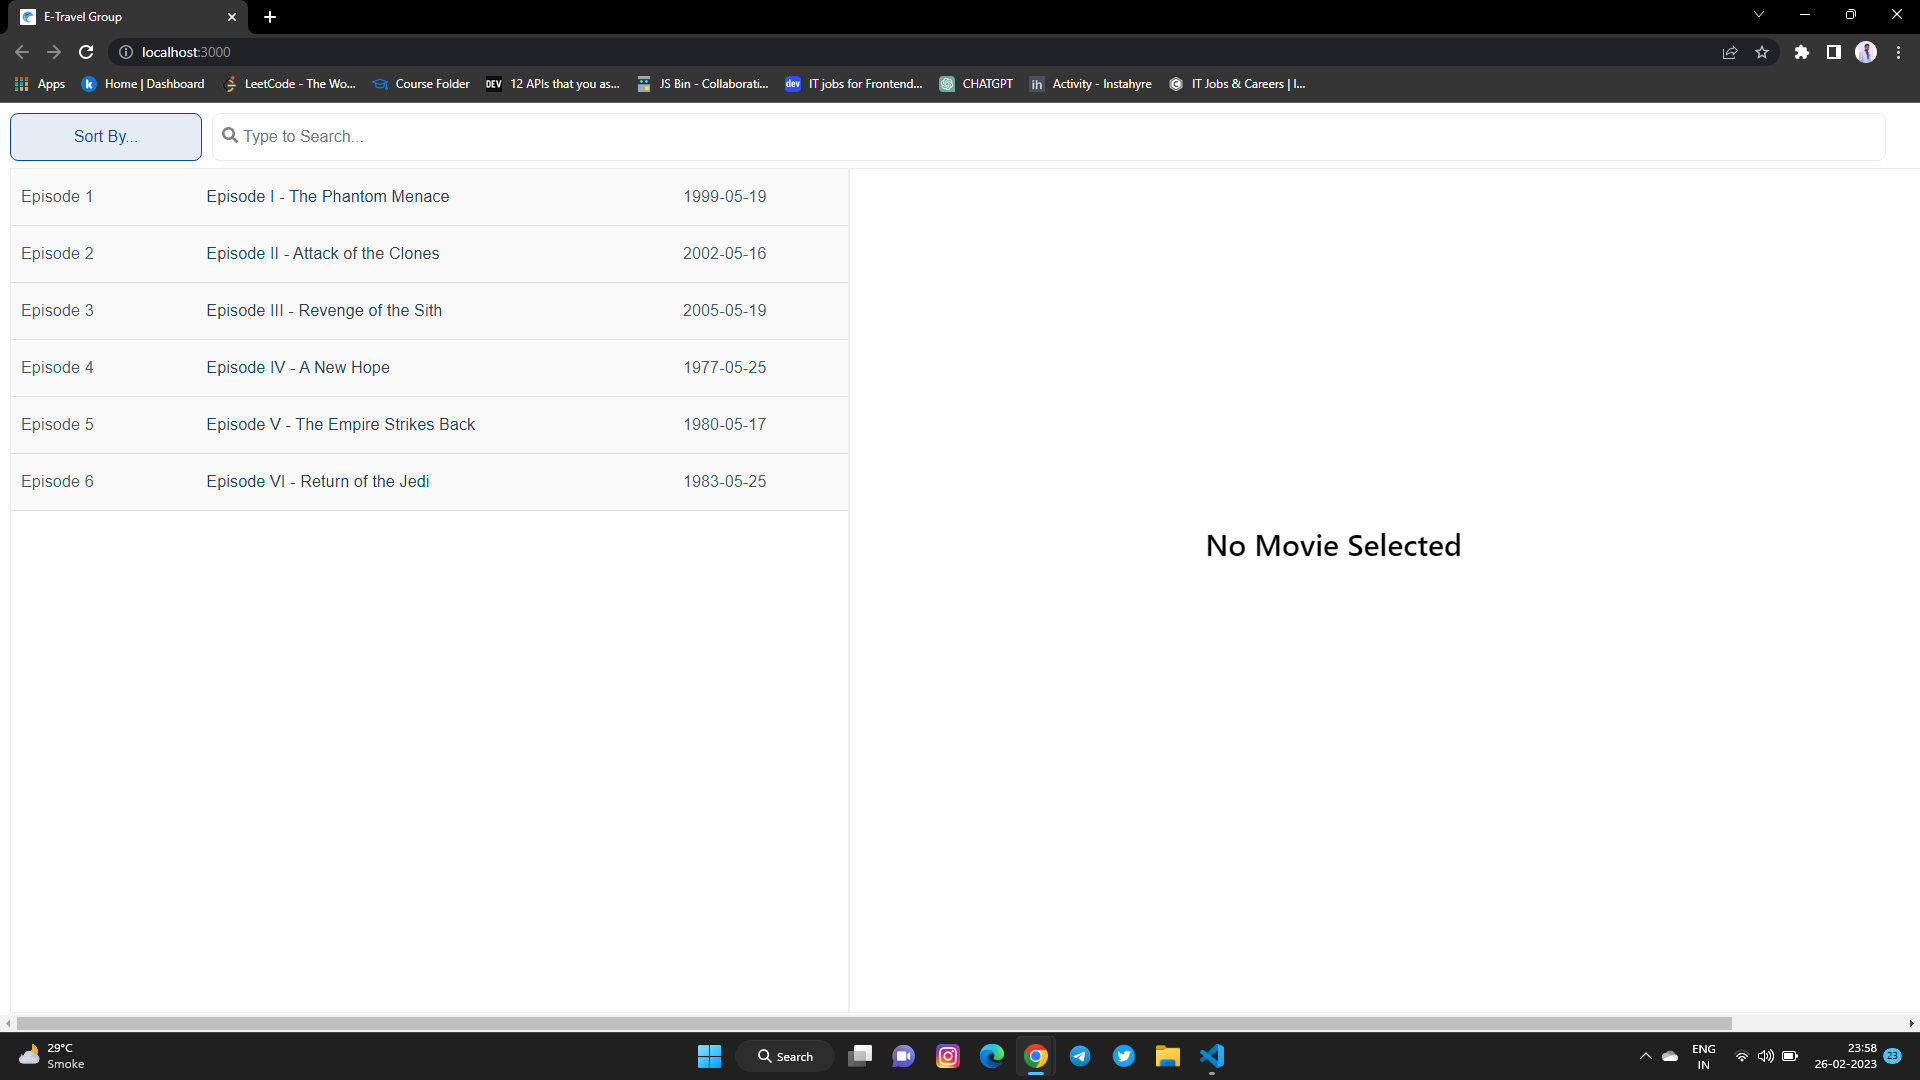 E-Travel Group
localhost:3000
Apps
Home | Dashboard
LeetCode - The Wo...
Course Folder
DEV
12 APIs that you as...
JS Bin - Collaborati...
dev
IT jobs for Frontend...
CHATGPT
ih
Activity - Instahyre
IT Jobs & Careers | I...
Sort By...
Type to Search...
Episode 1 Episode I - The Phantom Menace 1999-05-19
Episode 2 Episode II - Attack of the Clones 2002-05-16
Episode 3 Episode III - Revenge of the Sith 2005-05-19
Episode 4 Episode IV - A New Hope 1977-05-25
Episode 5 Episode V - The Empire Strikes Back 1980-05-17
Episode 6 Episode VI - Return of the Jedi 1983-05-25
No Movie Selected
29°C
Smoke
Search
ENG
IN
23:58
26-02-2023
23